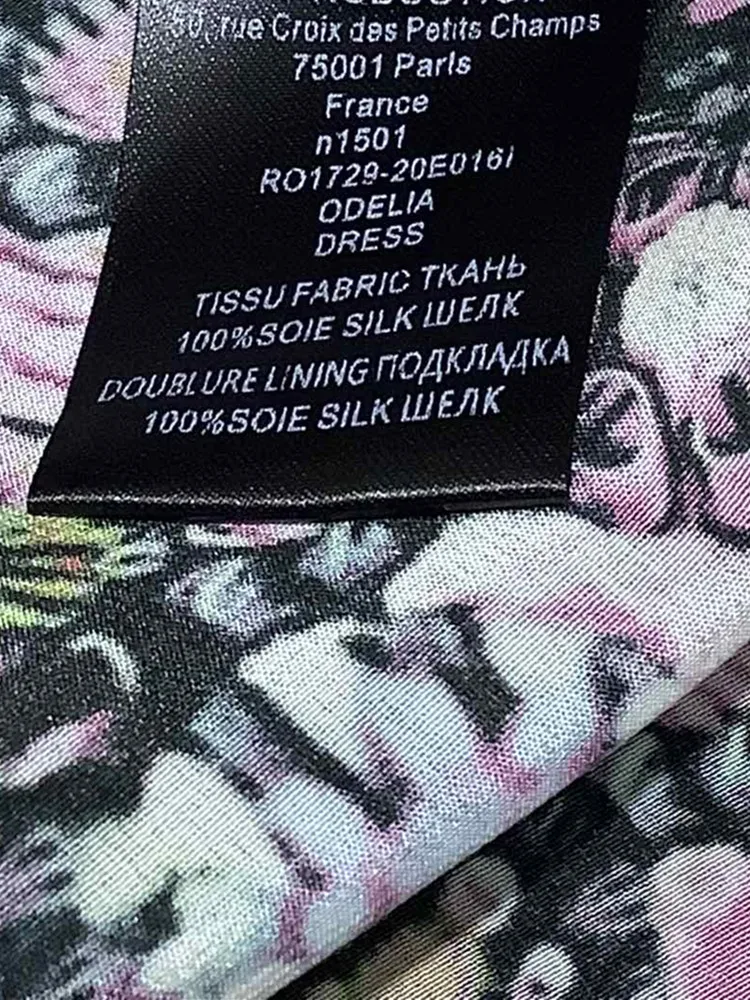 50, rue Croix des Petits Champs
75001 Paris
France
n1501
RO1729-20E016I
ODELIA
DRESS
TISSU FABRIC ТКАНЬ
100%SOIE SILK ШЕЛК
DOUBLURE LINING ПОДКЛАДКА
100%SOIE SILK ШЕЛК